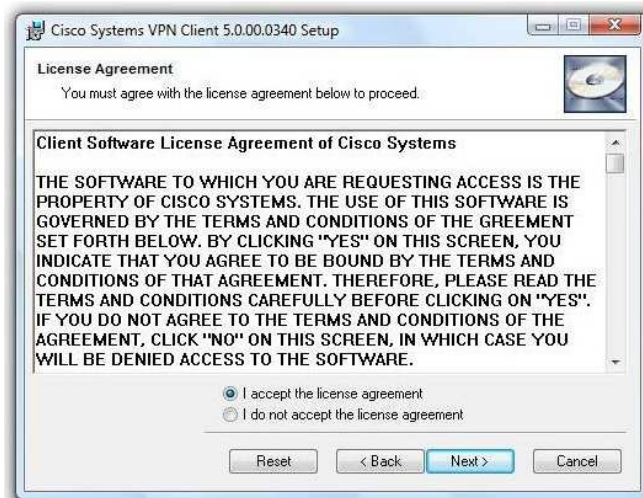 Cisco Systems VPN Client 5.0.00.0340 Setup
License Agreement
You must agree with the license agreement below to proceed.
Client Software License Agreement of Cisco Systems
THE SOFTWARE TO WHICH YOU ARE REQUESTING ACCESS IS THE
PROPERTY OF CISCO SYSTEMS. THE USE OF THIS SOFTWARE IS
GOVERNED BY THE TERMS AND CONDITIONS OF THE GREEMENT
SET FORTH BELOW. BY CLICKING "YES" ON THIS SCREEN, YOU
INDICATE THAT YOU AGREE TO BE BOUND BY THE TERMS AND
CONDITIONS OF THAT AGREEMENT. THEREFORE, PLEASE READ THE
TERMS AND CONDITIONS CAREFULLY BEFORE CLICKING ON "YES".
IF YOU DO NOT AGREE TO THE TERMS AND CONDITIONS OF THE
AGREEMENT, CLICK "NO" ON THIS SCREEN, IN WHICH CASE YOU
WILL BE DENIED ACCESS TO THE SOFTWARE.
I accept the license agreement
I do not accept the license agreement
Reset < Back Next > Cancel